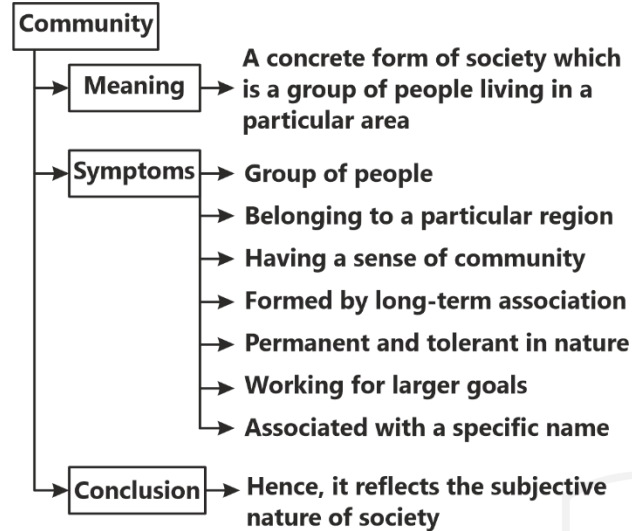 Community
Meaning
A concrete form of society which
is a group of people living in a
particular area
Symptoms
Group of people
Belonging to a particular region
Having a sense of community
Formed by long-term association
Permanent and tolerant in nature
Working for larger goals
Associated with a specific name
Conclusion
Hence, it reflects the subjective
nature of society